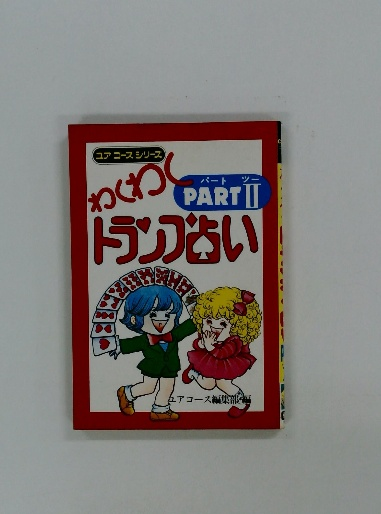 ユア コースシリーズ
わくわく
パート ツー
PART II
トランプ占い
ユアコース編集部・編